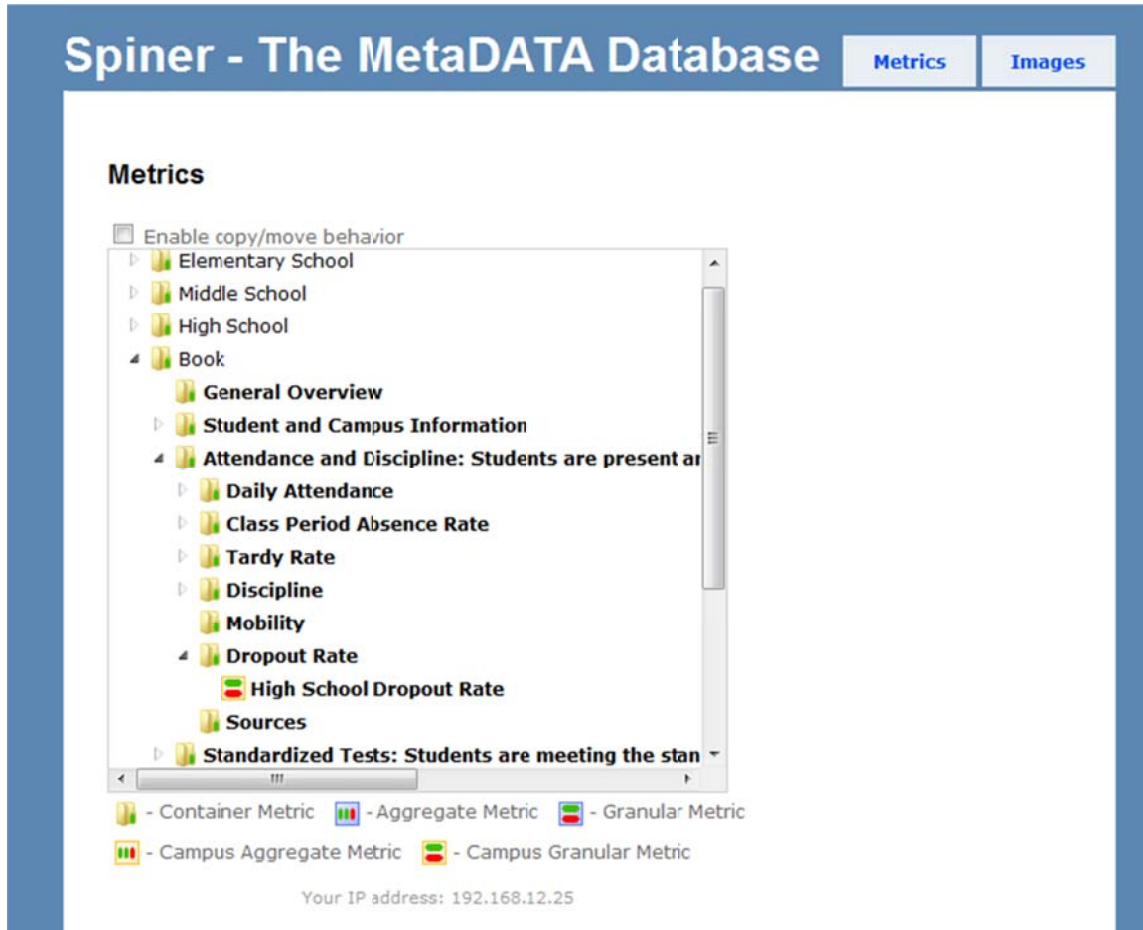 Spiner - The MetaDATA Database
Metrics
Images
Metrics
Enable copy/move behavior
Elementary School
Middle School
High School
Book
General Overview
Student and Campus Information
Attendance and Discipline: Students are present ar
Daily Attendance
Class Period Absence Rate
Tardy Rate
Discipline
Mobility
Dropout Rate
High School Dropout Rate
Sources
Standardized Tests: Students are meeting the stan
- Container Metric - Aggregate Metric - Granular Metric
- Campus Aggregate Metric - Campus Granular Metric
Your IP address: 192.168.12.25